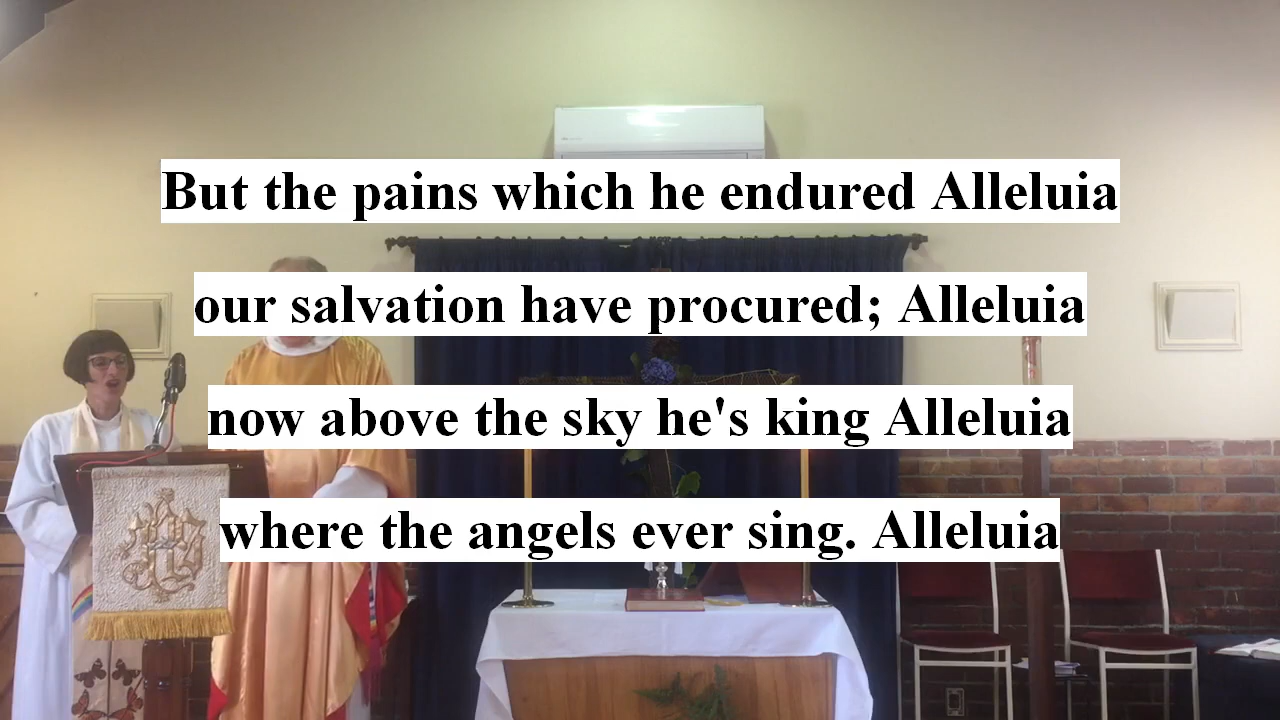 But the pains which he endured Alleluia
our salvation have procured; Alleluia
now above the sky he's king Alleluia
where the angels ever sing. Alleluia